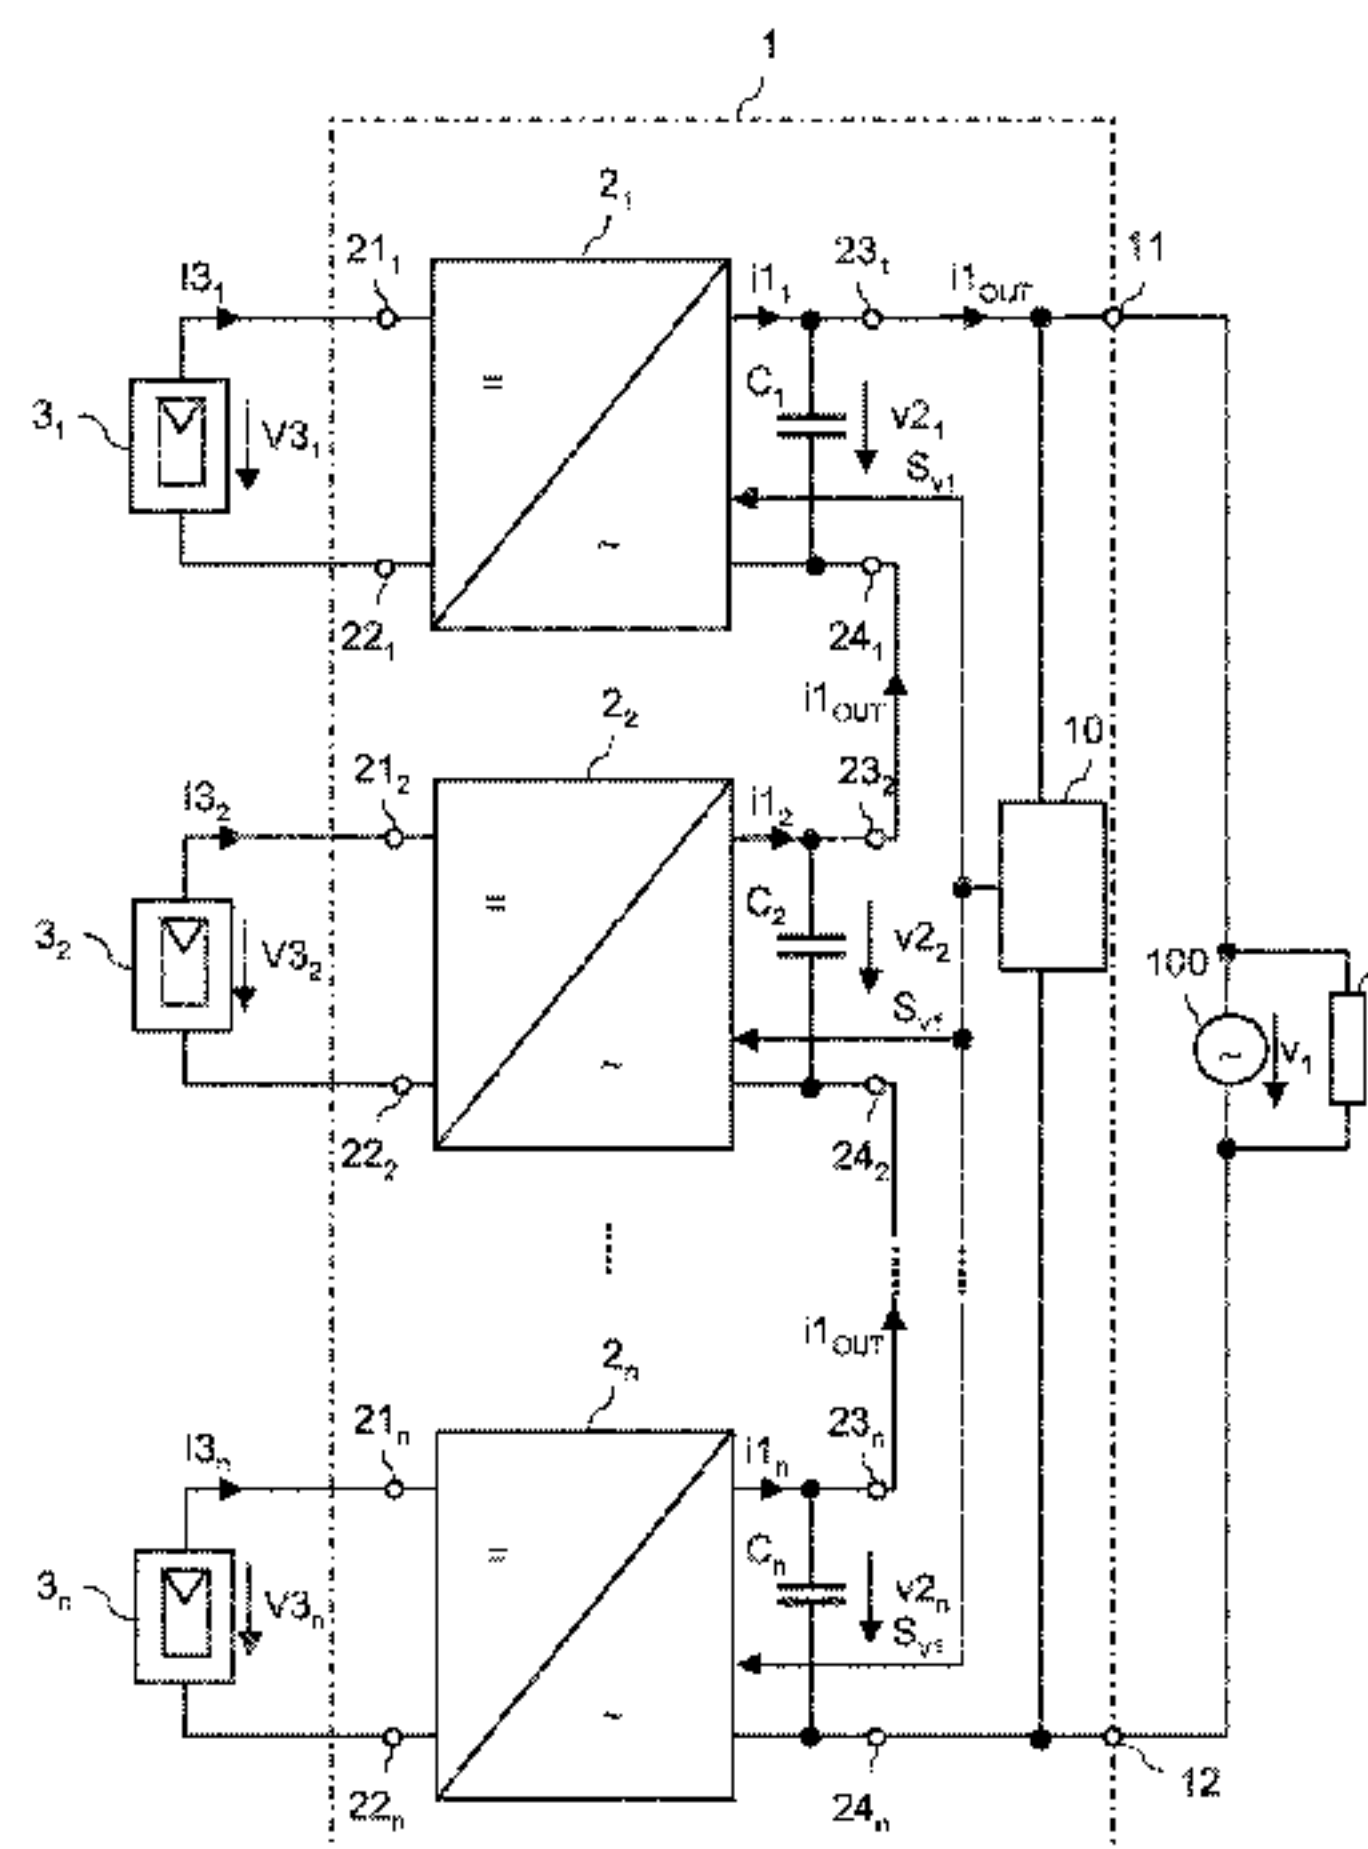 1
2₁
I3₁ 21₁ i1₁ 23₁ i1OUT 11
3₁ V3₁ = C₁ v2₁
Sv1
~
22₁ 24₁
i1OUT
2₂
10
I3₂ 21₂ i1₂ 23₂
3₂ V3₂ = C₂ v2₂
100
Sv1
~ ~ v₁
22₂ 24₂
i1OUT
2n
I3n 21n i1n 23n
3n V3n = Cn v2n
Sv1
~
22n 24n 12